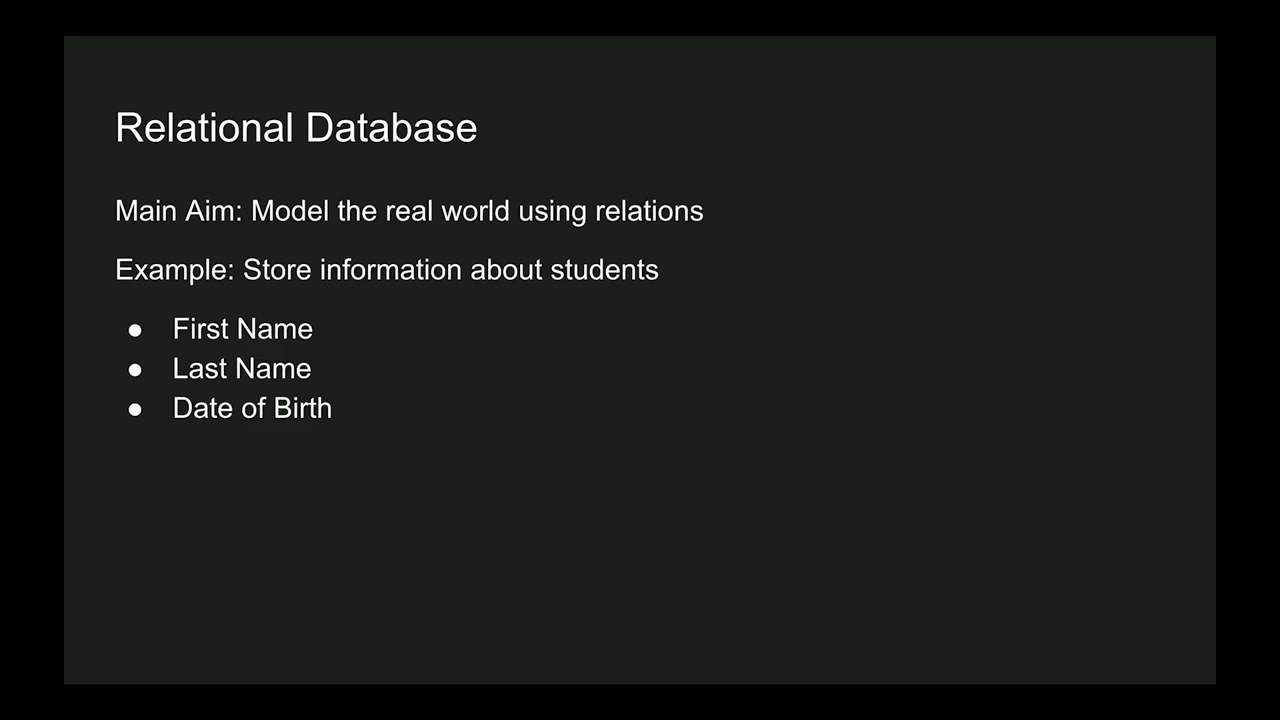 Relational Database
Main Aim: Model the real world using relations
Example: Store information about students
● First Name
● Last Name
● Date of Birth